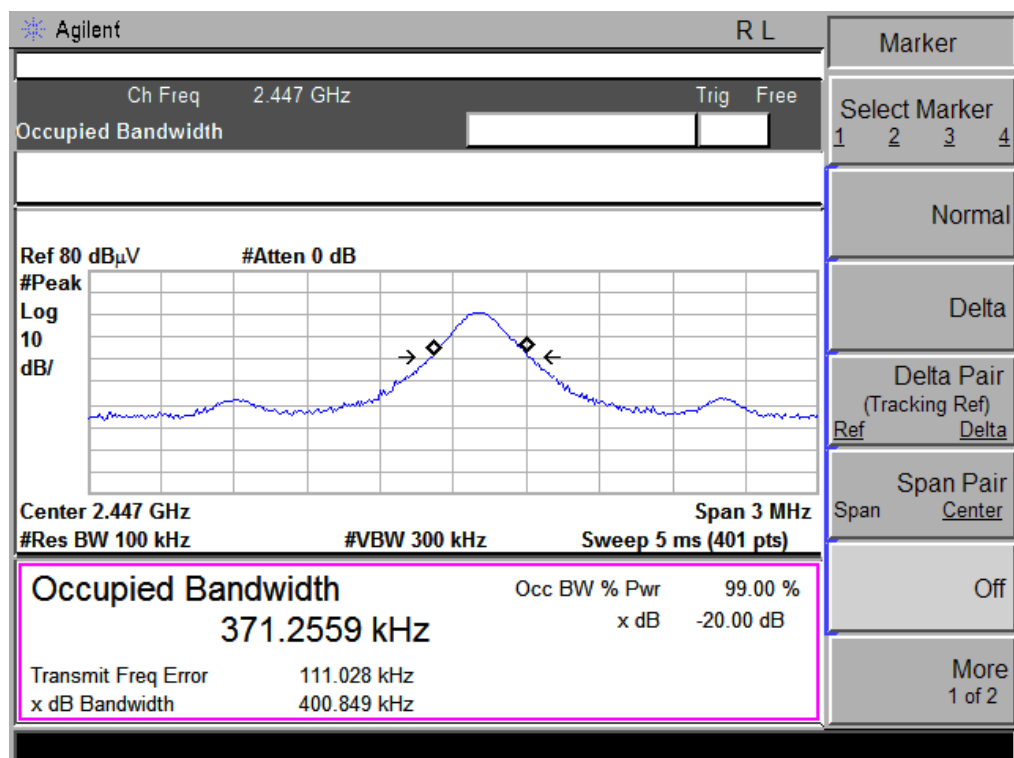 Agilent R L
Marker
Ch Freq 2.447 GHz Trig Free
Occupied Bandwidth
Select Marker
1 2 3 4
Normal
Ref 80 dBµV #Atten 0 dB
#Peak
Log
10
dB/
Delta
Delta Pair
(Tracking Ref)
Ref Delta
Span Pair
Span Center
Center 2.447 GHz Span 3 MHz
#Res BW 100 kHz #VBW 300 kHz Sweep 5 ms (401 pts)
Off
Occupied Bandwidth Occ BW % Pwr 99.00 %
371.2559 kHz x dB -20.00 dB
Transmit Freq Error 111.028 kHz
x dB Bandwidth 400.849 kHz
More
1 of 2